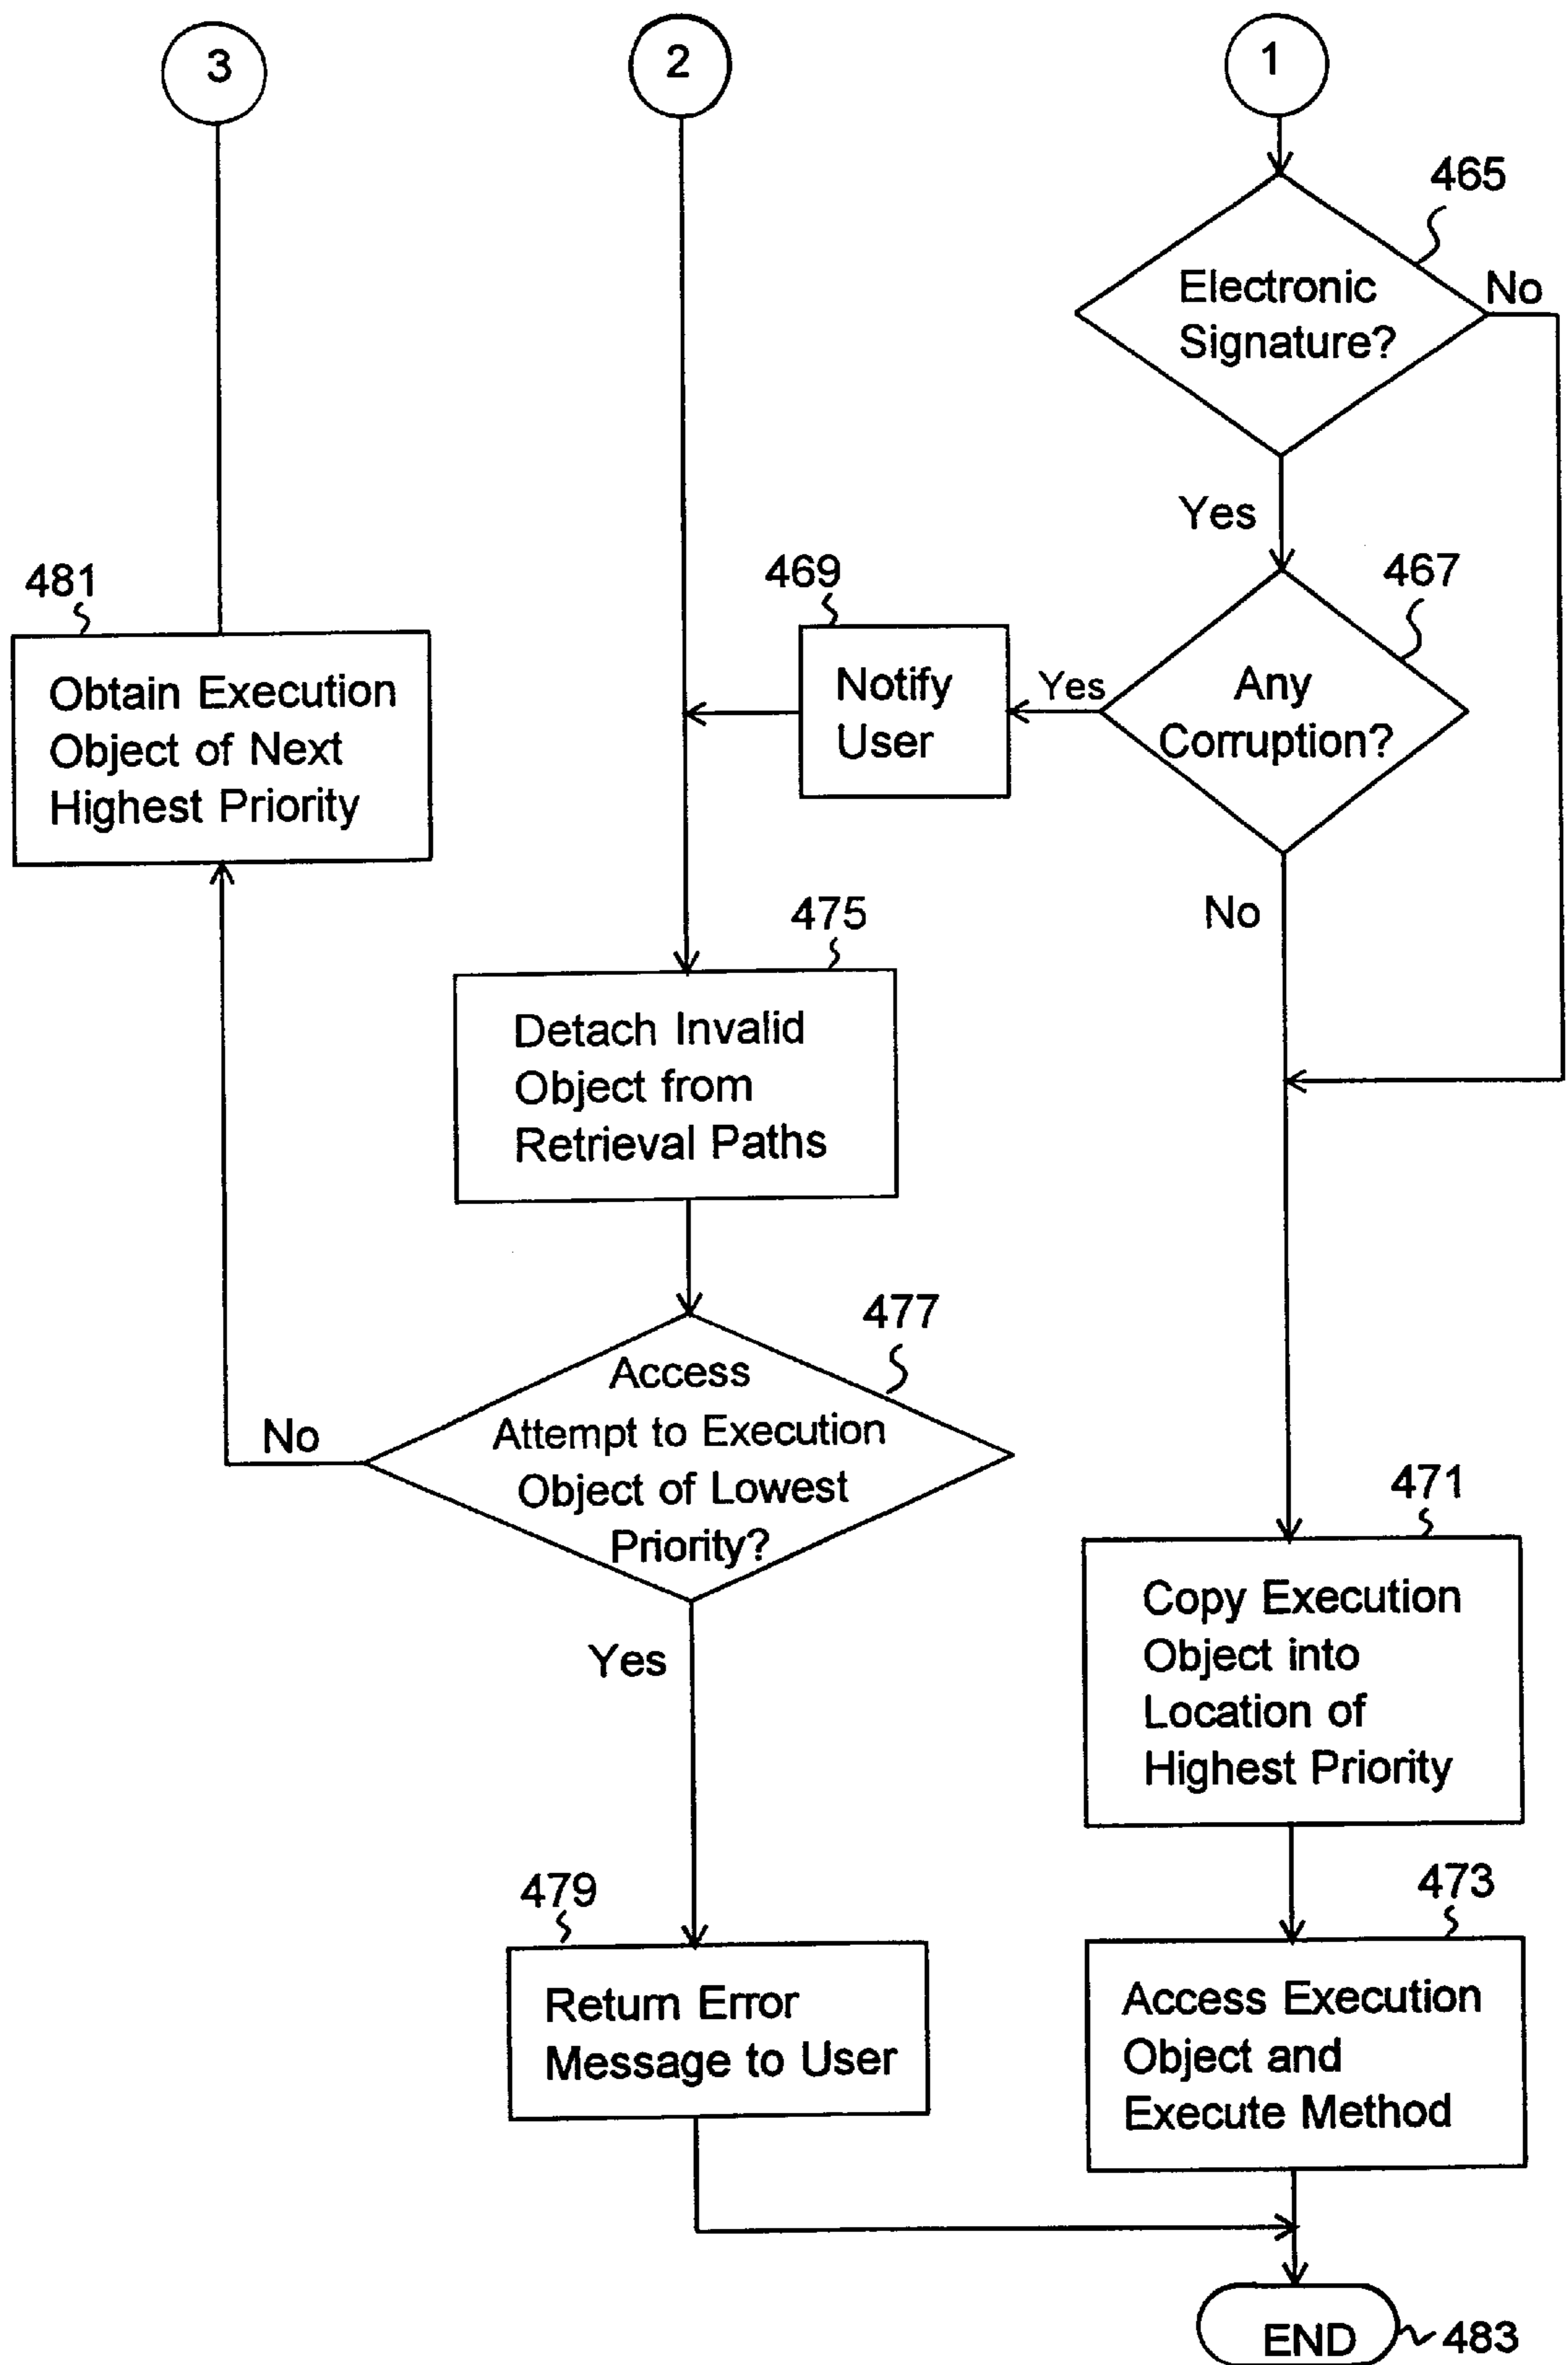 3
2
1
465
Electronic
Signature?
No
Yes
481
469
467
Obtain Execution
Object of Next
Highest Priority
Notify
User
Yes
Any
Corruption?
No
475
Detach Invalid
Object from
Retrieval Paths
477
Access
Attempt to Execution
Object of Lowest
Priority?
No
Yes
471
Copy Execution
Object into
Location of
Highest Priority
479
473
Return Error
Message to User
Access Execution
Object and
Execute Method
END
483